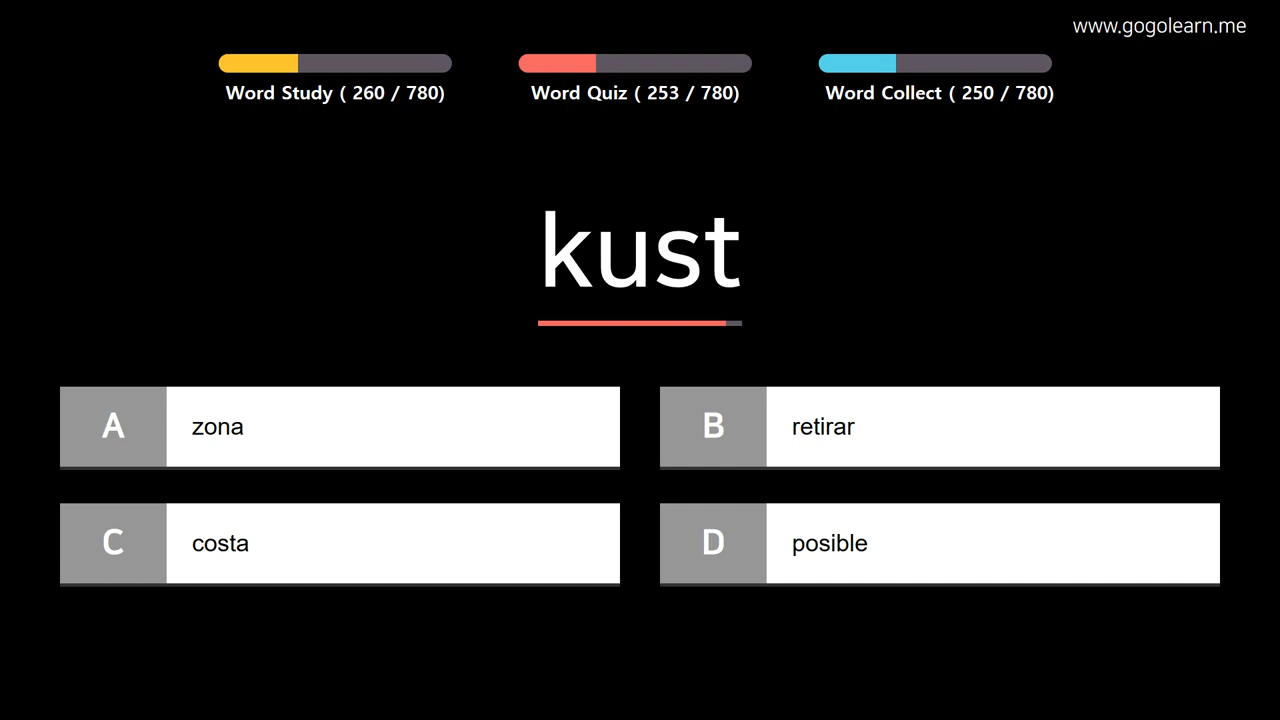 www.gogolearn.me
Word Study ( 260 / 780)
Word Quiz ( 253 / 780)
Word Collect ( 250 / 780)
kust
A zona
B retirar
C costa
D posible